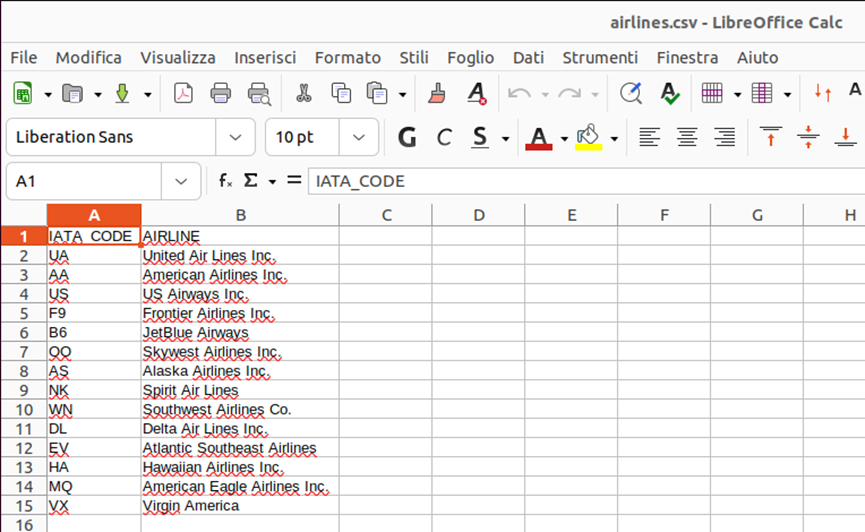 airlines.csv - LibreOffice Calc
File Modifica Visualizza Inserisci Formato Stili Foglio Dati Strumenti Finestra Aiuto
Liberation Sans 10 pt G C S A
A1 fx Σ = IATA_CODE
A B C D E F G H
1 IATA_CODE AIRLINE
2 UA United Air Lines Inc.
3 AA American Airlines Inc.
4 US US Airways Inc.
5 F9 Frontier Airlines Inc.
6 B6 JetBlue Airways
7 OO Skywest Airlines Inc.
8 AS Alaska Airlines Inc.
9 NK Spirit Air Lines
10 WN Southwest Airlines Co.
11 DL Delta Air Lines Inc.
12 EV Atlantic Southeast Airlines
13 HA Hawaiian Airlines Inc.
14 MQ American Eagle Airlines Inc.
15 VX Virgin America
16